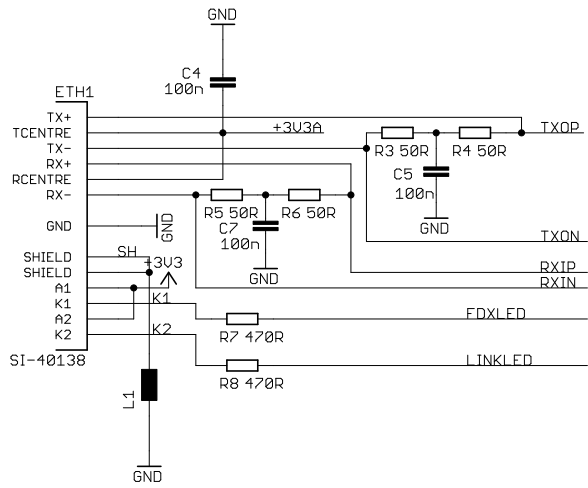 GND
C4
100n
ETH1
TX+
TCENTRE
TX-
RX+
RCENTRE
RX-
GND
SHIELD
SHIELD
A1
K1
A2
K2
SI-40138
+3V3A
R3 50R
R4 50R
TXOP
C5
100n
GND
R5 50R
R6 50R
C7
100n
GND
GND
TXON
SH
+3V3
RXIP
RXIN
K1
FDXLED
R7 470R
K2
LINKLED
R8 470R
L1
GND